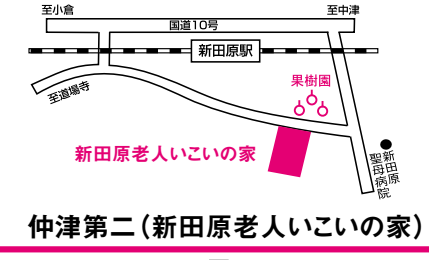 至小倉
至中津
国道10号
新田原駅
果樹園
至道場寺
新田原老人いこいの家
新田原
聖母病院
仲津第二(新田原老人いこいの家)